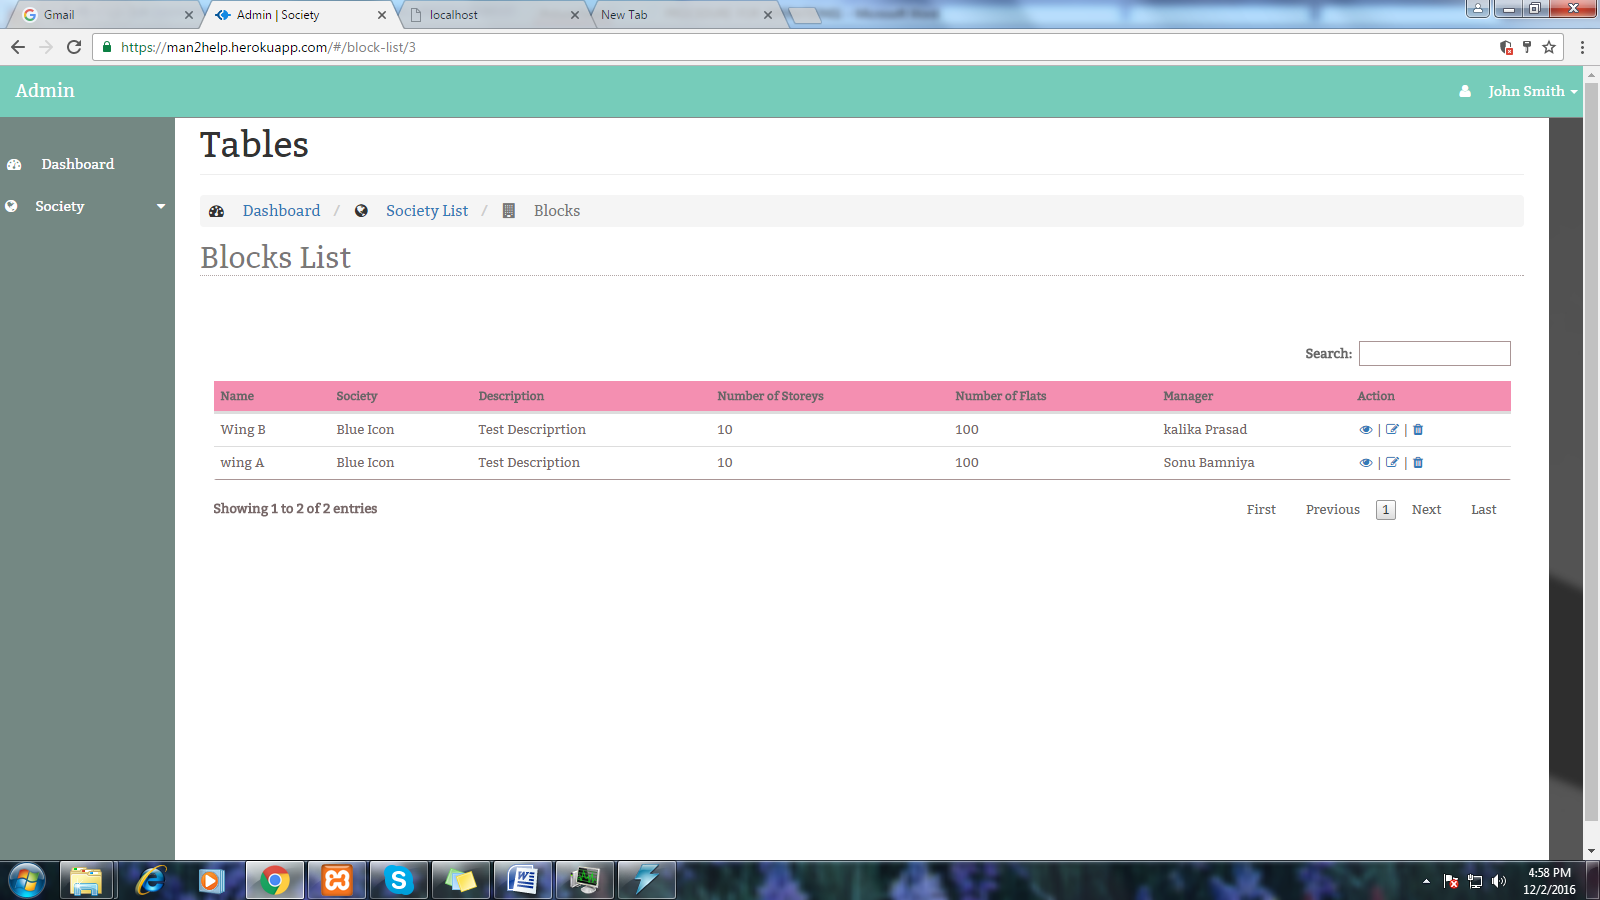 Gmail
Admin | Society
localhost
New Tab
https://man2help.herokuapp.com/#/block-list/3
Admin
John Smith
Dashboard
Society
Tables
Dashboard / Society List / Blocks
Blocks List
Search:
Name Society Description Number of Storeys Number of Flats Manager Action
Wing B Blue Icon Test Descriprtion 10 100 kalika Prasad | |
wing A Blue Icon Test Description 10 100 Sonu Bamniya | |
Showing 1 to 2 of 2 entries
First Previous 1 Next Last
4:58 PM
12/2/2016